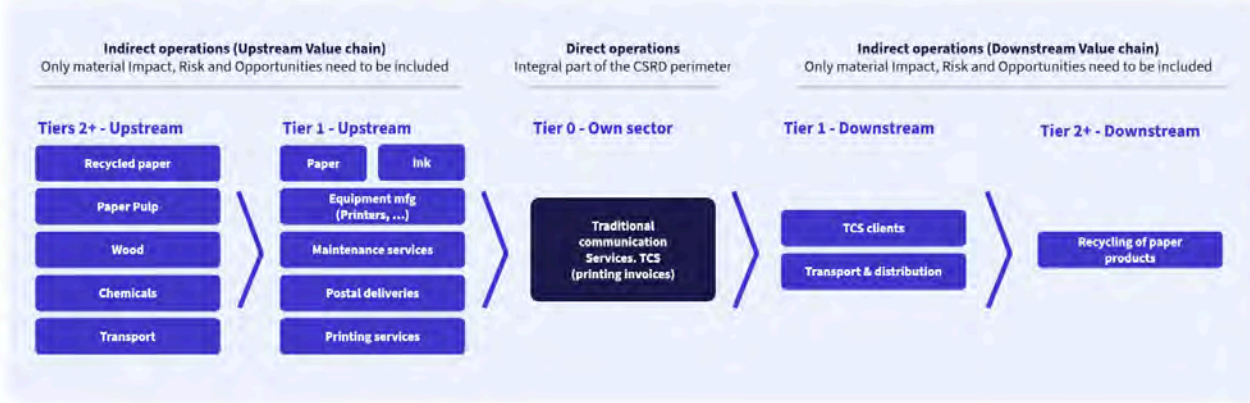 Indirect operations (Upstream Value chain)
Only material Impact, Risk and Opportunities need to be included
Direct operations
Integral part of the CSRD perimeter
Indirect operations (Downstream Value chain)
Only material Impact, Risk and Opportunities need to be included
Tiers 2+ - Upstream
Recycled paper
Paper Pulp
Wood
Chemicals
Transport
Tier 1 - Upstream
Paper
Ink
Equipment mfg
(Printers, ...)
Maintenance services
Postal deliveries
Printing services
Tier 0 - Own sector
Traditional
communication
Services. TCS
(printing invoices)
Tier 1 - Downstream
TCS clients
Transport & distribution
Tier 2+ - Downstream
Recycling of paper
products